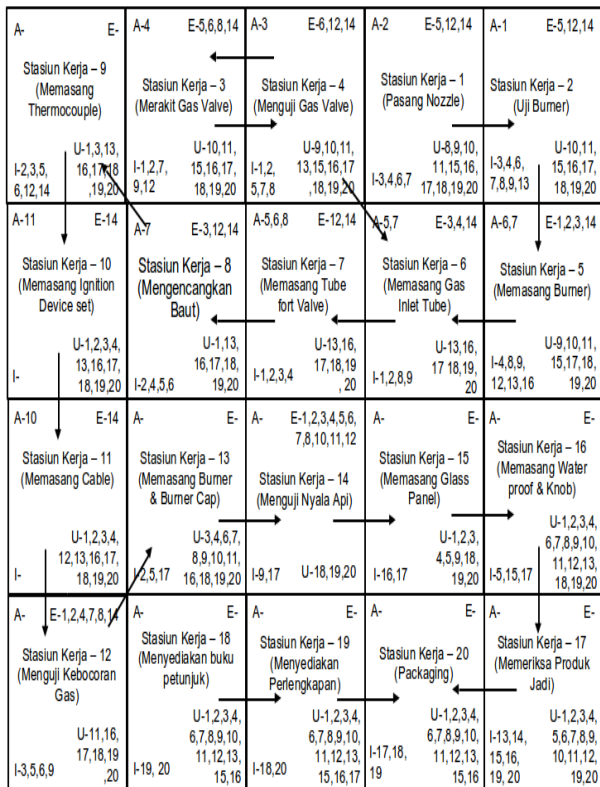 A- E-
Stasiun Kerja – 9
(Memasang
Thermocouple)
U-1,3,13,
16,17,18
,19,20
I-2,3,5,
6,12,14
A-4 E-5,6,8,14
Stasiun Kerja – 3
(Merakit Gas Valve)
U-10,11,
15,16,17,
18,19,20
I-1,2,7,
9,12
A-3 E-6,12,14
Stasiun Kerja – 4
(Menguji Gas Valve)
U-9,10,11,
13,15,16,17
,18,19,20
I-1,2,
5,7,8
A-2 E-5,12,14
Stasiun Kerja – 1
(Pasang Nozzle)
U-8,9,10,
11,15,16,
17,18,19,20
I-3,4,6,7
A-1 E-5,12,14
Stasiun Kerja – 2
(Uji Burner)
U-10,11,
15,16,17,
18,19,20
I-3,4,6,
7,8,9,13
A-11 E-14
Stasiun Kerja – 10
(Memasang Ignition
Device set)
U-1,2,3,4,
13,16,17,
18,19,20
I-
A-7 E-3,12,14
Stasiun Kerja – 8
(Mengencangkan
Baut)
U-1,13,
16,17,18,
19,20
I-2,4,5,6
A-5,6,8 E-12,14
Stasiun Kerja – 7
(Memasang Tube
fort Valve)
U-13,16,
17,18,19
, 20
I-1,2,3,4
A-5,7 E-3,4,14
Stasiun Kerja – 6
(Memasang Gas
Inlet Tube)
U-13,16,
17 18,19,
20
I-1,2,8,9
A-6,7 E-1,2,3,14
Stasiun Kerja – 5
(Memasang Burner)
U-9,10,11,
15,17,18,
19,20
I-4,8,9,
12,13,16
A-10 E-14
Stasiun Kerja – 11
(Memasang Cable)
U-1,2,3,4,
12,13,16,17,
18,19,20
I-
A- E-
Stasiun Kerja – 13
(Memasang Burner
& Burner Cap)
U-3,4,6,7,
8,9,10,11,
16,18,19,20
I-2,5,17
A- E-1,2,3,4,5,6,
7,8,10,11,12
Stasiun Kerja – 14
(Menguji Nyala Api)
I-9,17 U-18,19,20
A- E-
Stasiun Kerja – 15
(Memasang Glass
Panel)
U-1,2,3,
4,5,9,18,
19,20
I-16,17
A- E-
Stasiun Kerja – 16
(Memasang Water
proof & Knob)
U-1,2,3,4,
6,7,8,9,10,
11,12,13,
18,19,20
I-5,15,17
A- E-1,2,4,7,8,14
Stasiun Kerja – 12
(Menguji Kebocoran
Gas)
U-11,16,
17,18,19
,20
I-3,5,6,9
A- E-
Stasiun Kerja – 18
(Menyediakan buku
petunjuk)
U-1,2,3,4,
6,7,8,9,10,
11,12,13,
15,16
I-19, 20
A- E-
Stasiun Kerja – 19
(Menyediakan
Perlengkapan)
U-1,2,3,4,
6,7,8,9,10,
11,12,13,
15,16,17
I-18,20
A- E-
Stasiun Kerja – 20
(Packaging)
U-1,2,3,4,
6,7,8,9,10,
11,12,13,
15,16
I-17,18,
19
A- E-
Stasiun Kerja – 17
(Memeriksa Produk
Jadi)
U-1,2,3,4,
5,6,7,8,9,
10,11,12,
19,20
I-13,14,
15,16,
19, 20